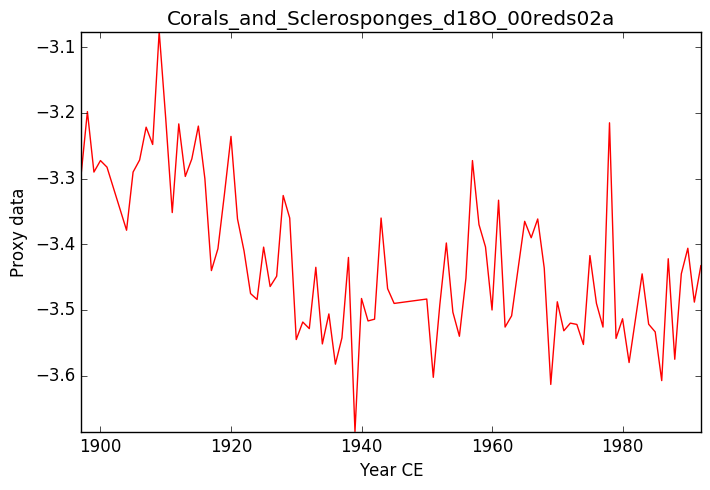 Corals_and_Sclerosponges_d18O_00reds02a
Proxy data
−3.1
−3.2
−3.3
−3.4
−3.5
−3.6
1900 1920 1940 1960 1980
Year CE